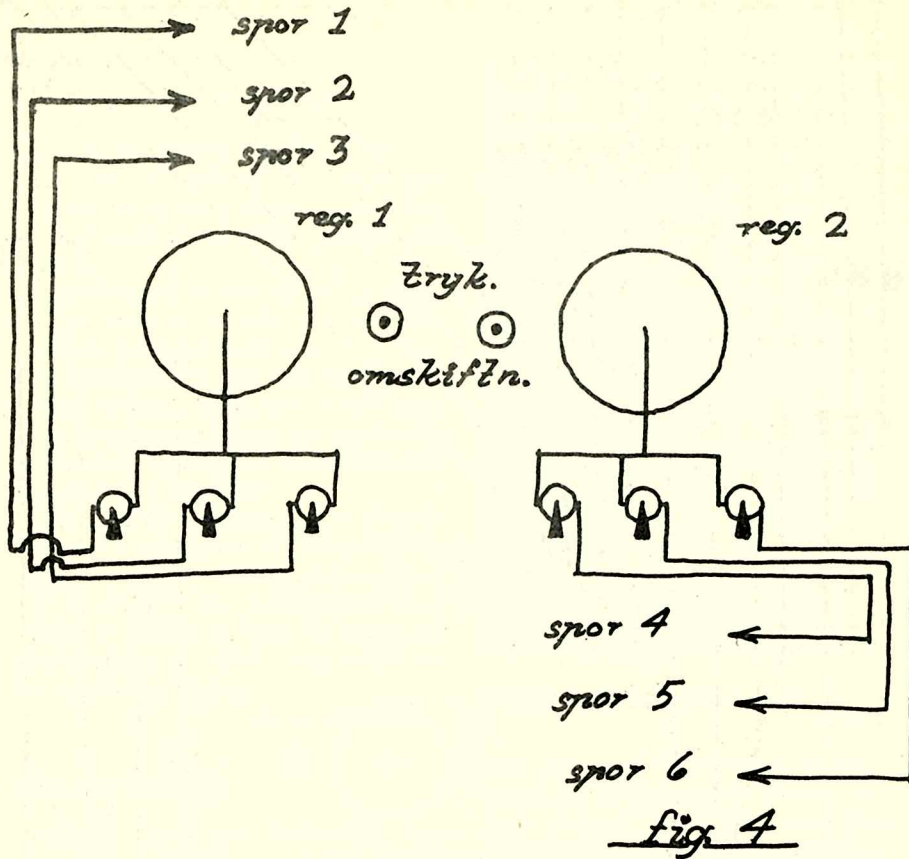 spor 1
spor 2
spor 3
reg. 1
reg. 2
tryk.
omskiftn.
spor 4
spor 5
spor 6
fig. 4